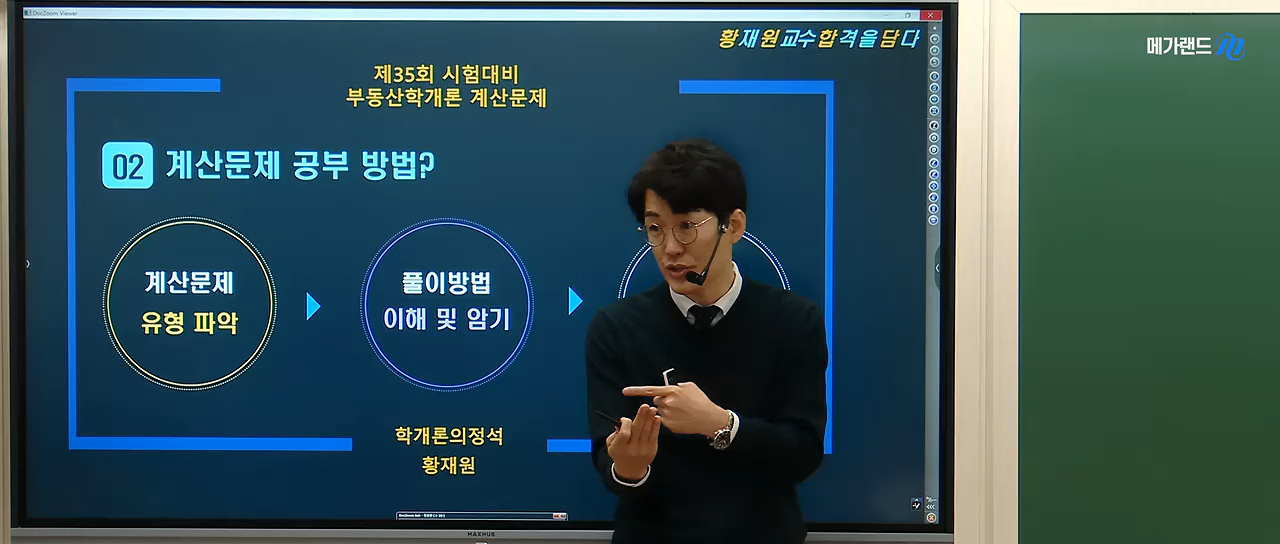 DocZoom Viewer
황재원교수합격을담다
메가랜드
제35회 시험대비
부동산학개론 계산문제
02 계산문제 공부 방법?
계산문제
유형 파악
풀이방법
이해 및 암기
학개론의정석
황재원
MAXHUB